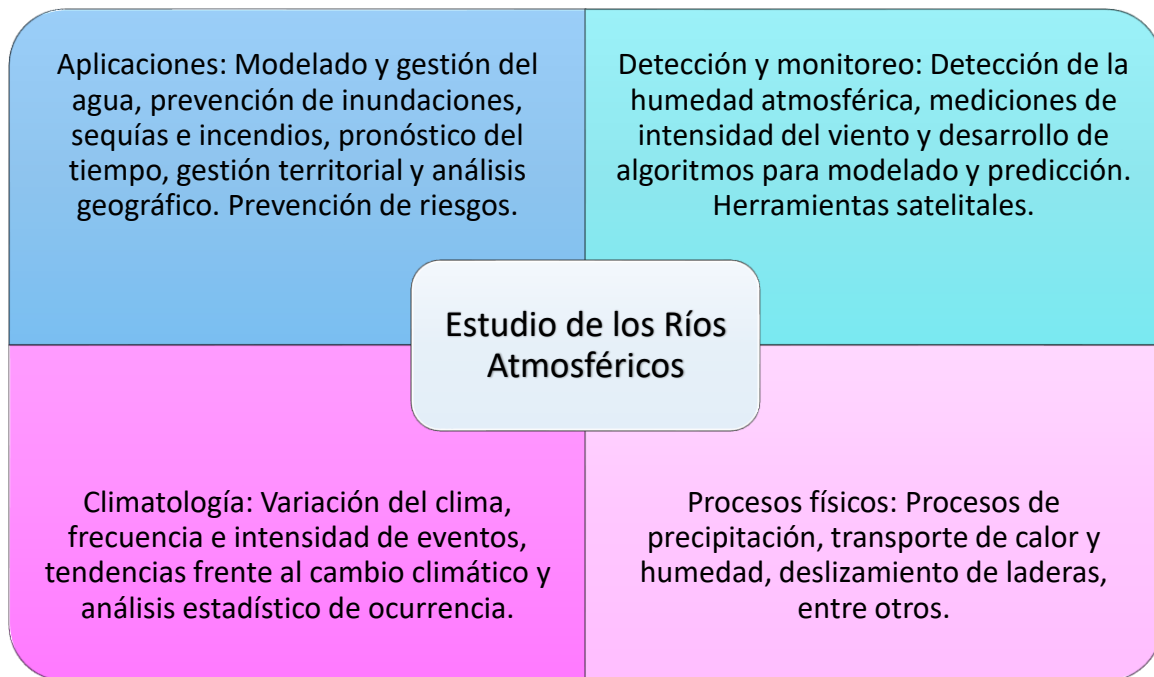 Aplicaciones: Modelado y gestión del
agua, prevención de inundaciones,
sequías e incendios, pronóstico del
tiempo, gestión territorial y análisis
geográfico. Prevención de riesgos.
Detección y monitoreo: Detección de la
humedad atmosférica, mediciones de
intensidad del viento y desarrollo de
algoritmos para modelado y predicción.
Herramientas satelitales.
Estudio de los Ríos
Atmosféricos
Climatología: Variación del clima,
frecuencia e intensidad de eventos,
tendencias frente al cambio climático y
análisis estadístico de ocurrencia.
Procesos físicos: Procesos de
precipitación, transporte de calor y
humedad, deslizamiento de laderas,
entre otros.